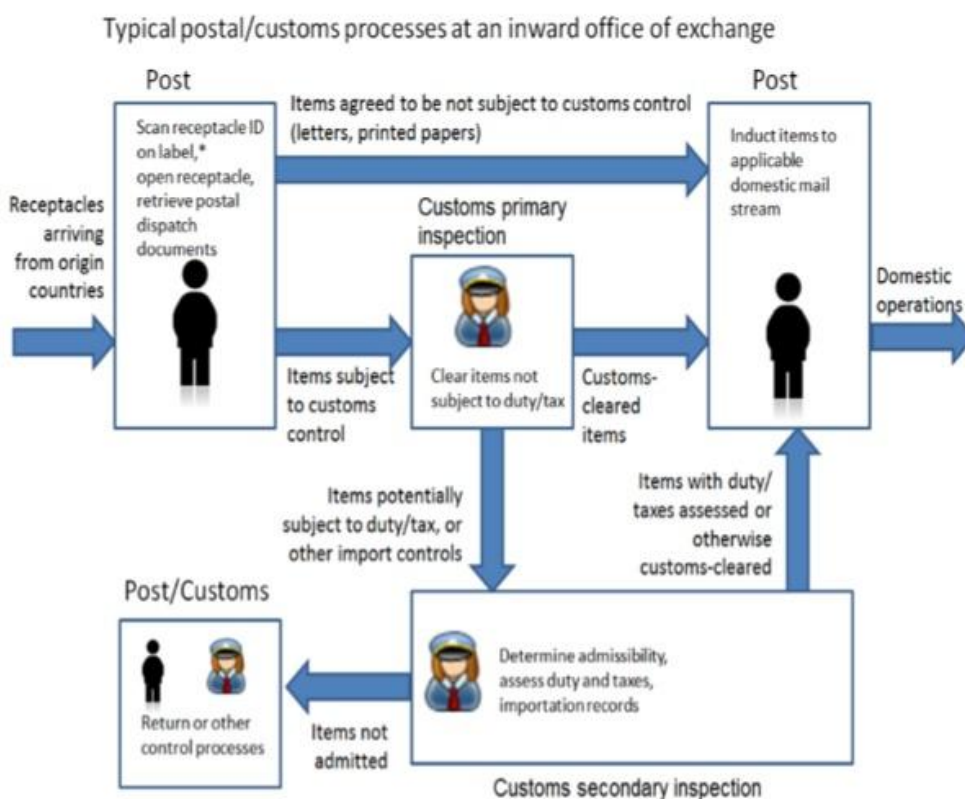 Typical postal/customs processes at an inward office of exchange
Post
Scan receptacle ID
on label,*
open receptacle,
retrieve postal
dispatch
documents
Receptacles
arriving
from origin
countries
Items agreed to be not subject to customs control
(letters, printed papers)
Post
Induct items to
applicable
domestic mail
stream
Customs primary
inspection
Clear items not
subject to duty/tax
Items subject
to customs
control
Customs-
cleared
items
Domestic
operations
Items potentially
subject to duty/tax, or
other import controls
Items with duty/
taxes assessed or
otherwise
customs-cleared
Post/Customs
Return or other
control processes
Items not
admitted
Determine admissibility,
assess duty and taxes,
importation records
Customs secondary inspection